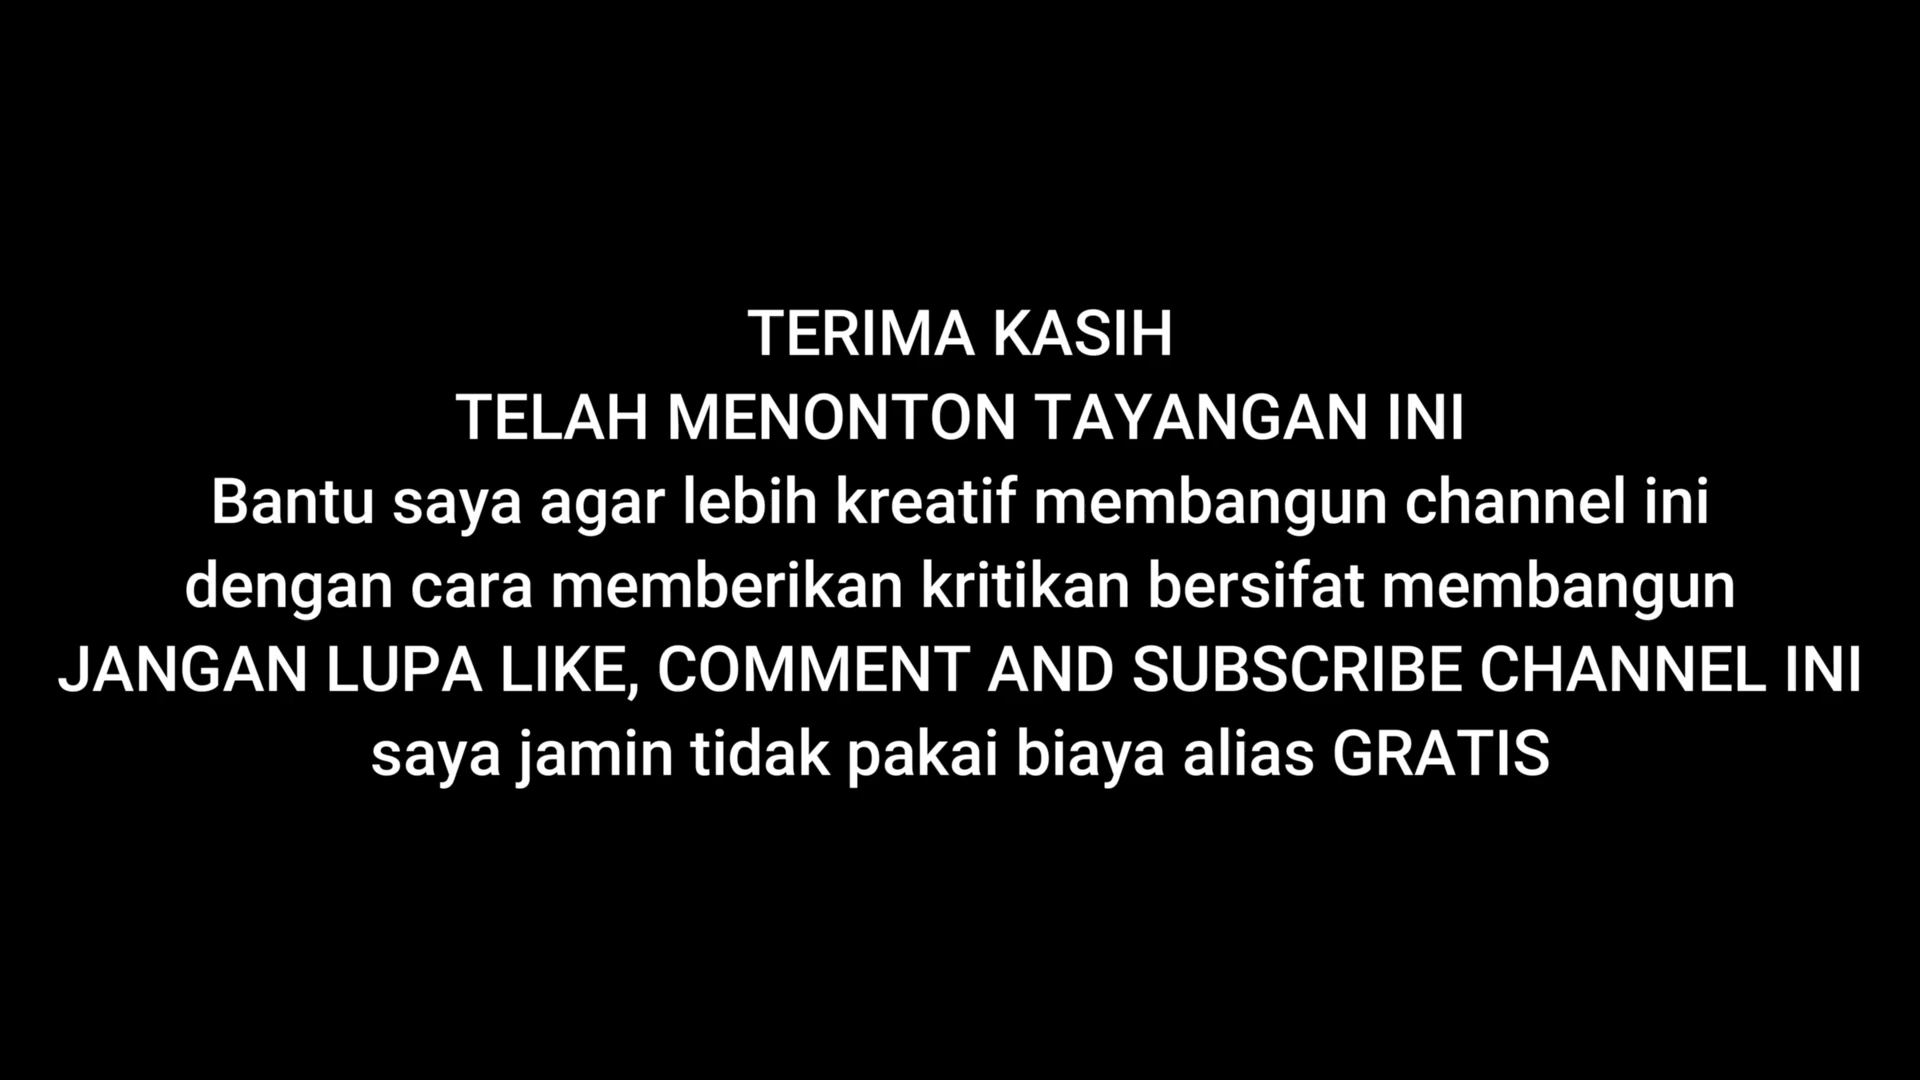 TERIMA KASIH
TELAH MENONTON TAYANGAN INI
Bantu saya agar lebih kreatif membangun channel ini
dengan cara memberikan kritikan bersifat membangun
JANGAN LUPA LIKE, COMMENT AND SUBSCRIBE CHANNEL INI
saya jamin tidak pakai biaya alias GRATIS